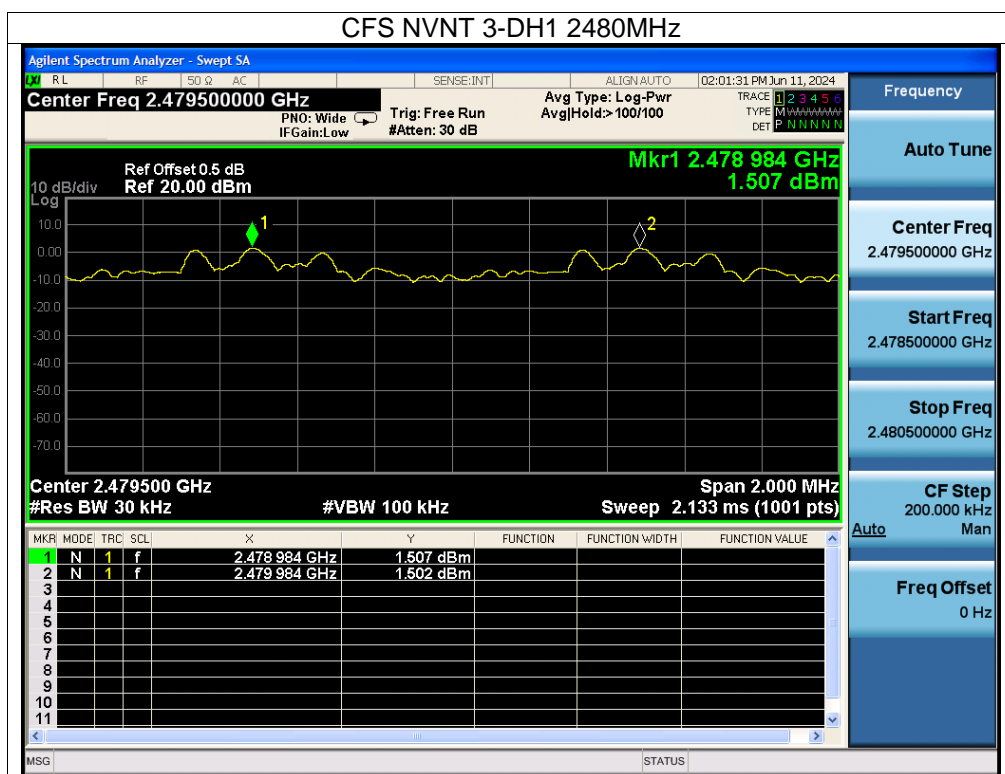 CFS NVNT 3-DH1 2480MHz
Agilent Spectrum Analyzer - Swept SA
LXI RL RF 50 Ω AC SENSE:INT ALIGN AUTO 02:01:31 PM Jun 11, 2024
Center Freq 2.479500000 GHz
PNO: Wide
IFGain:Low
Trig: Free Run
#Atten: 30 dB
Avg Type: Log-Pwr
Avg|Hold:>100/100
TRACE 1 2 3 4 5 6
TYPE M
DET P N N N N N
Mkr1 2.478 984 GHz
1.507 dBm
Ref Offset 0.5 dB
10 dB/div Ref 20.00 dBm
Log
10.0
0.00
-10.0
-20.0
-30.0
-40.0
-50.0
-60.0
-70.0
1
2
Center 2.479500 GHz Span 2.000 MHz
#Res BW 30 kHz #VBW 100 kHz Sweep 2.133 ms (1001 pts)
MKR MODE TRC SCL X Y FUNCTION FUNCTION WIDTH FUNCTION VALUE
1 N 1 f 2.478 984 GHz 1.507 dBm
2 N 1 f 2.479 984 GHz 1.502 dBm
3
4
5
6
7
8
9
10
11
MSG STATUS
Frequency
Auto Tune
Center Freq
2.479500000 GHz
Start Freq
2.478500000 GHz
Stop Freq
2.480500000 GHz
CF Step
200.000 kHz
Auto Man
Freq Offset
0 Hz